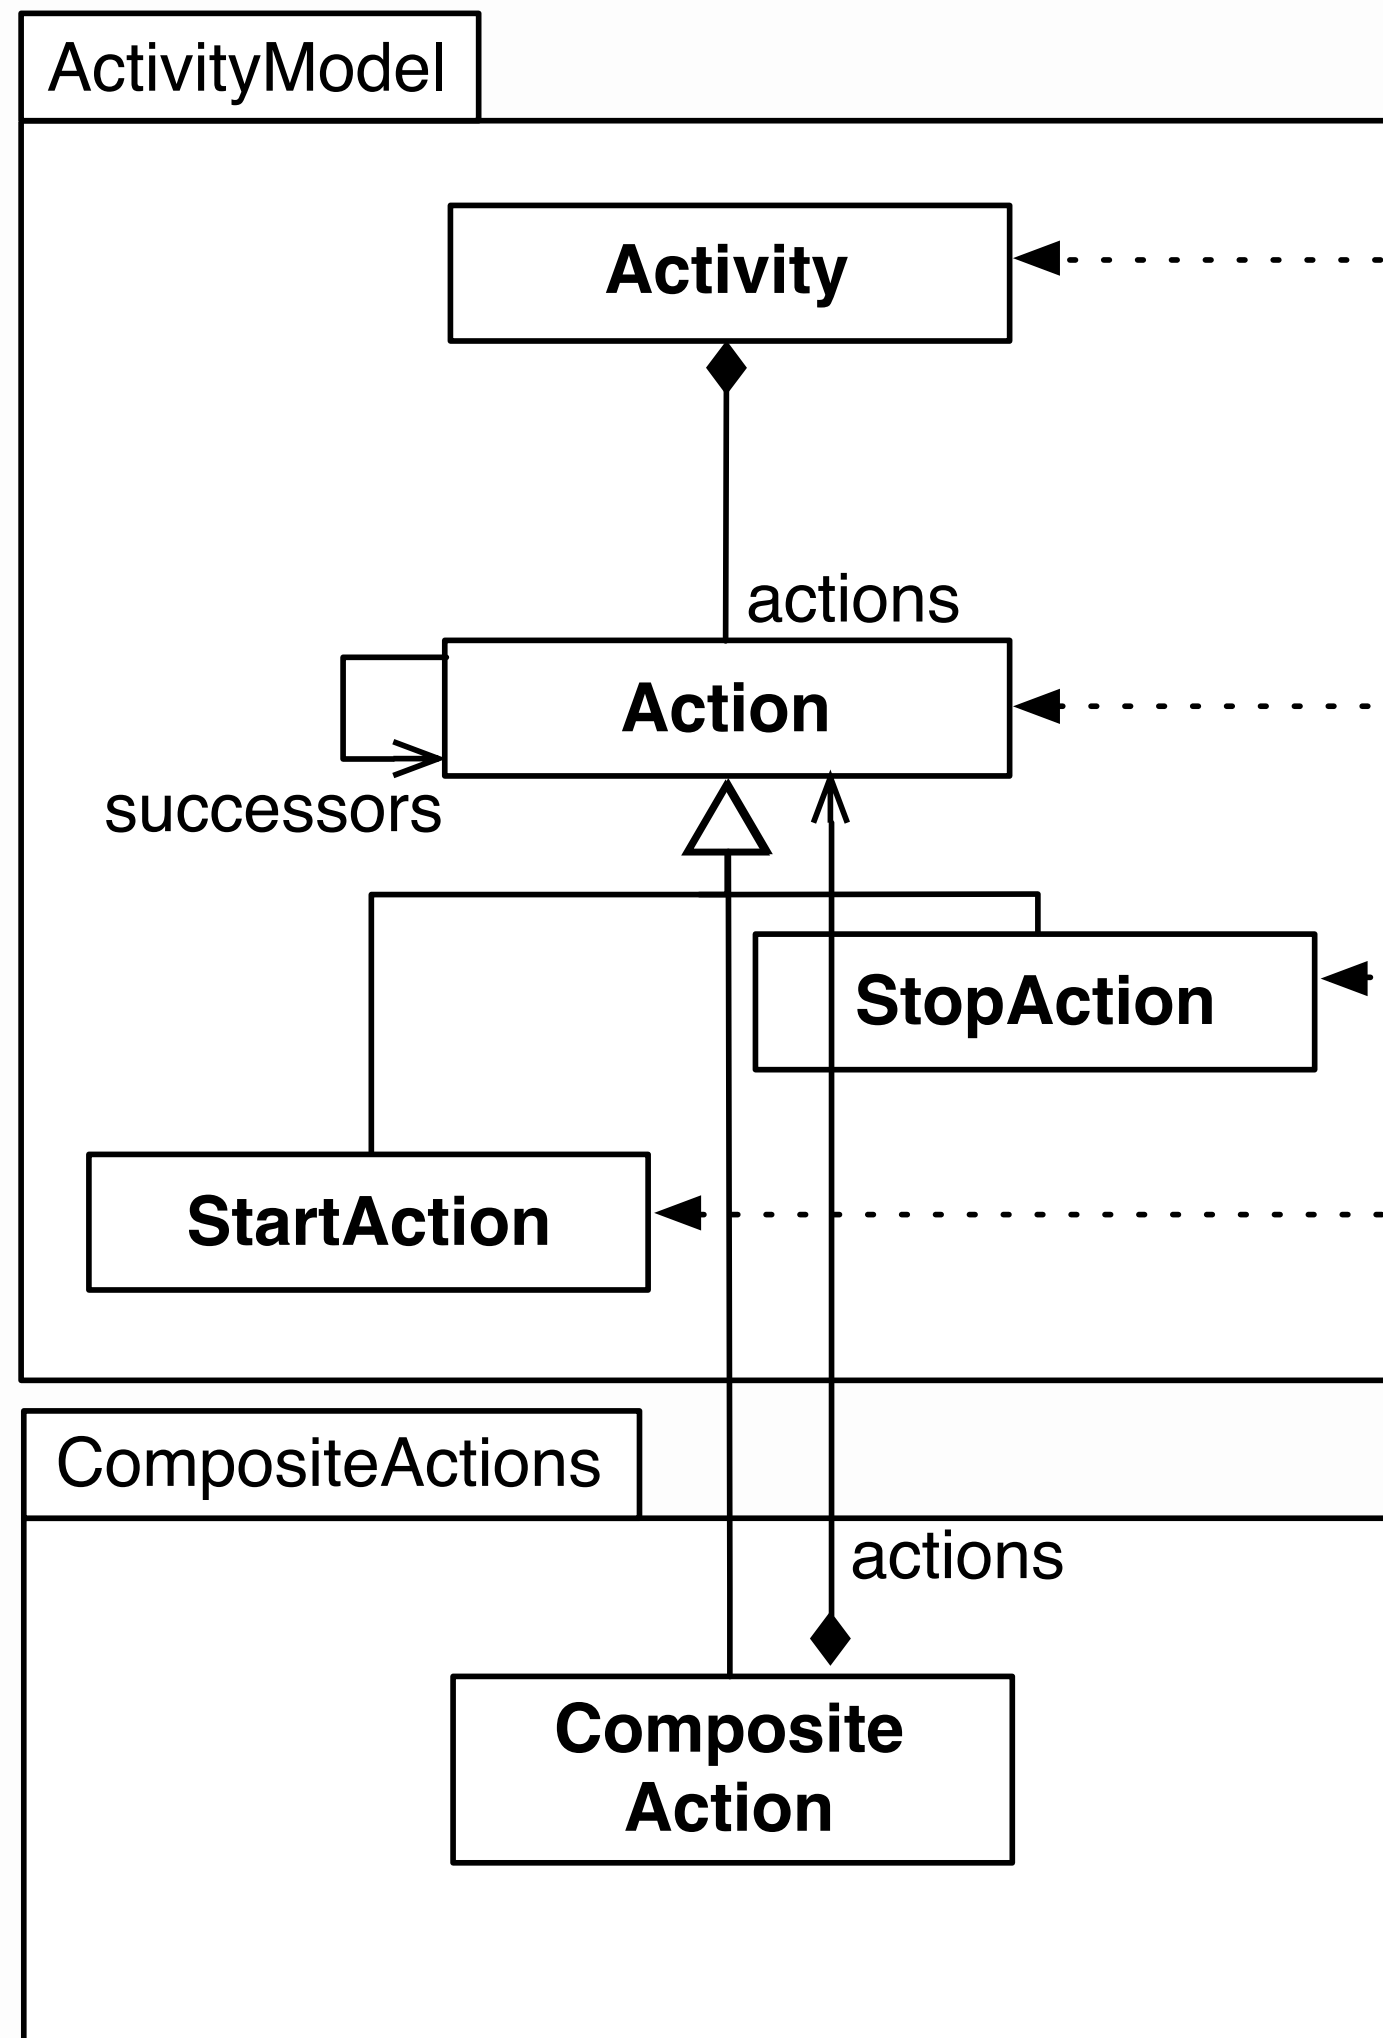 ActivityModel
Activity
actions
Action
successors
StopAction
StartAction
CompositeActions
actions
Composite
Action